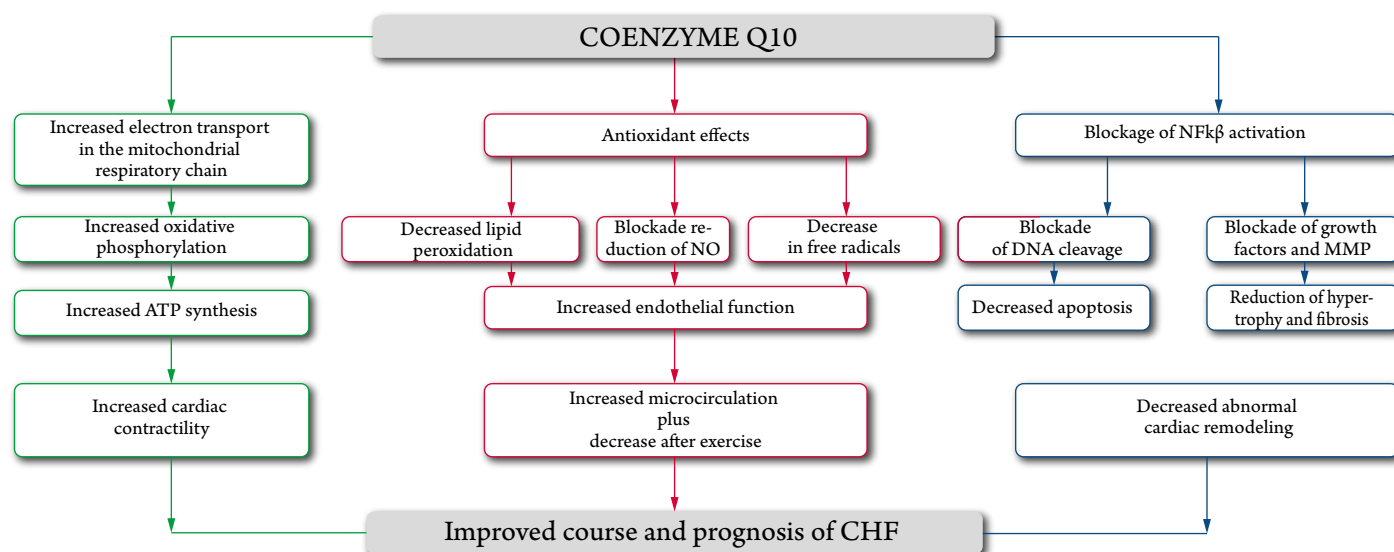 COENZYME Q10
Increased electron transport
in the mitochondrial
respiratory chain
Antioxidant effects
Blockage of NFkβ activation
Increased oxidative
phosphorylation
Decreased lipid
peroxidation
Blockade re-
duction of NO
Decrease
in free radicals
Blockade
of DNA cleavage
Blockade of growth
factors and MMP
Increased ATP synthesis
Increased endothelial function
Decreased apoptosis
Reduction of hyper-
trophy and fibrosis
Increased cardiac
contractility
Increased microcirculation
plus
decrease after exercise
Decreased abnormal
cardiac remodeling
Improved course and prognosis of CHF